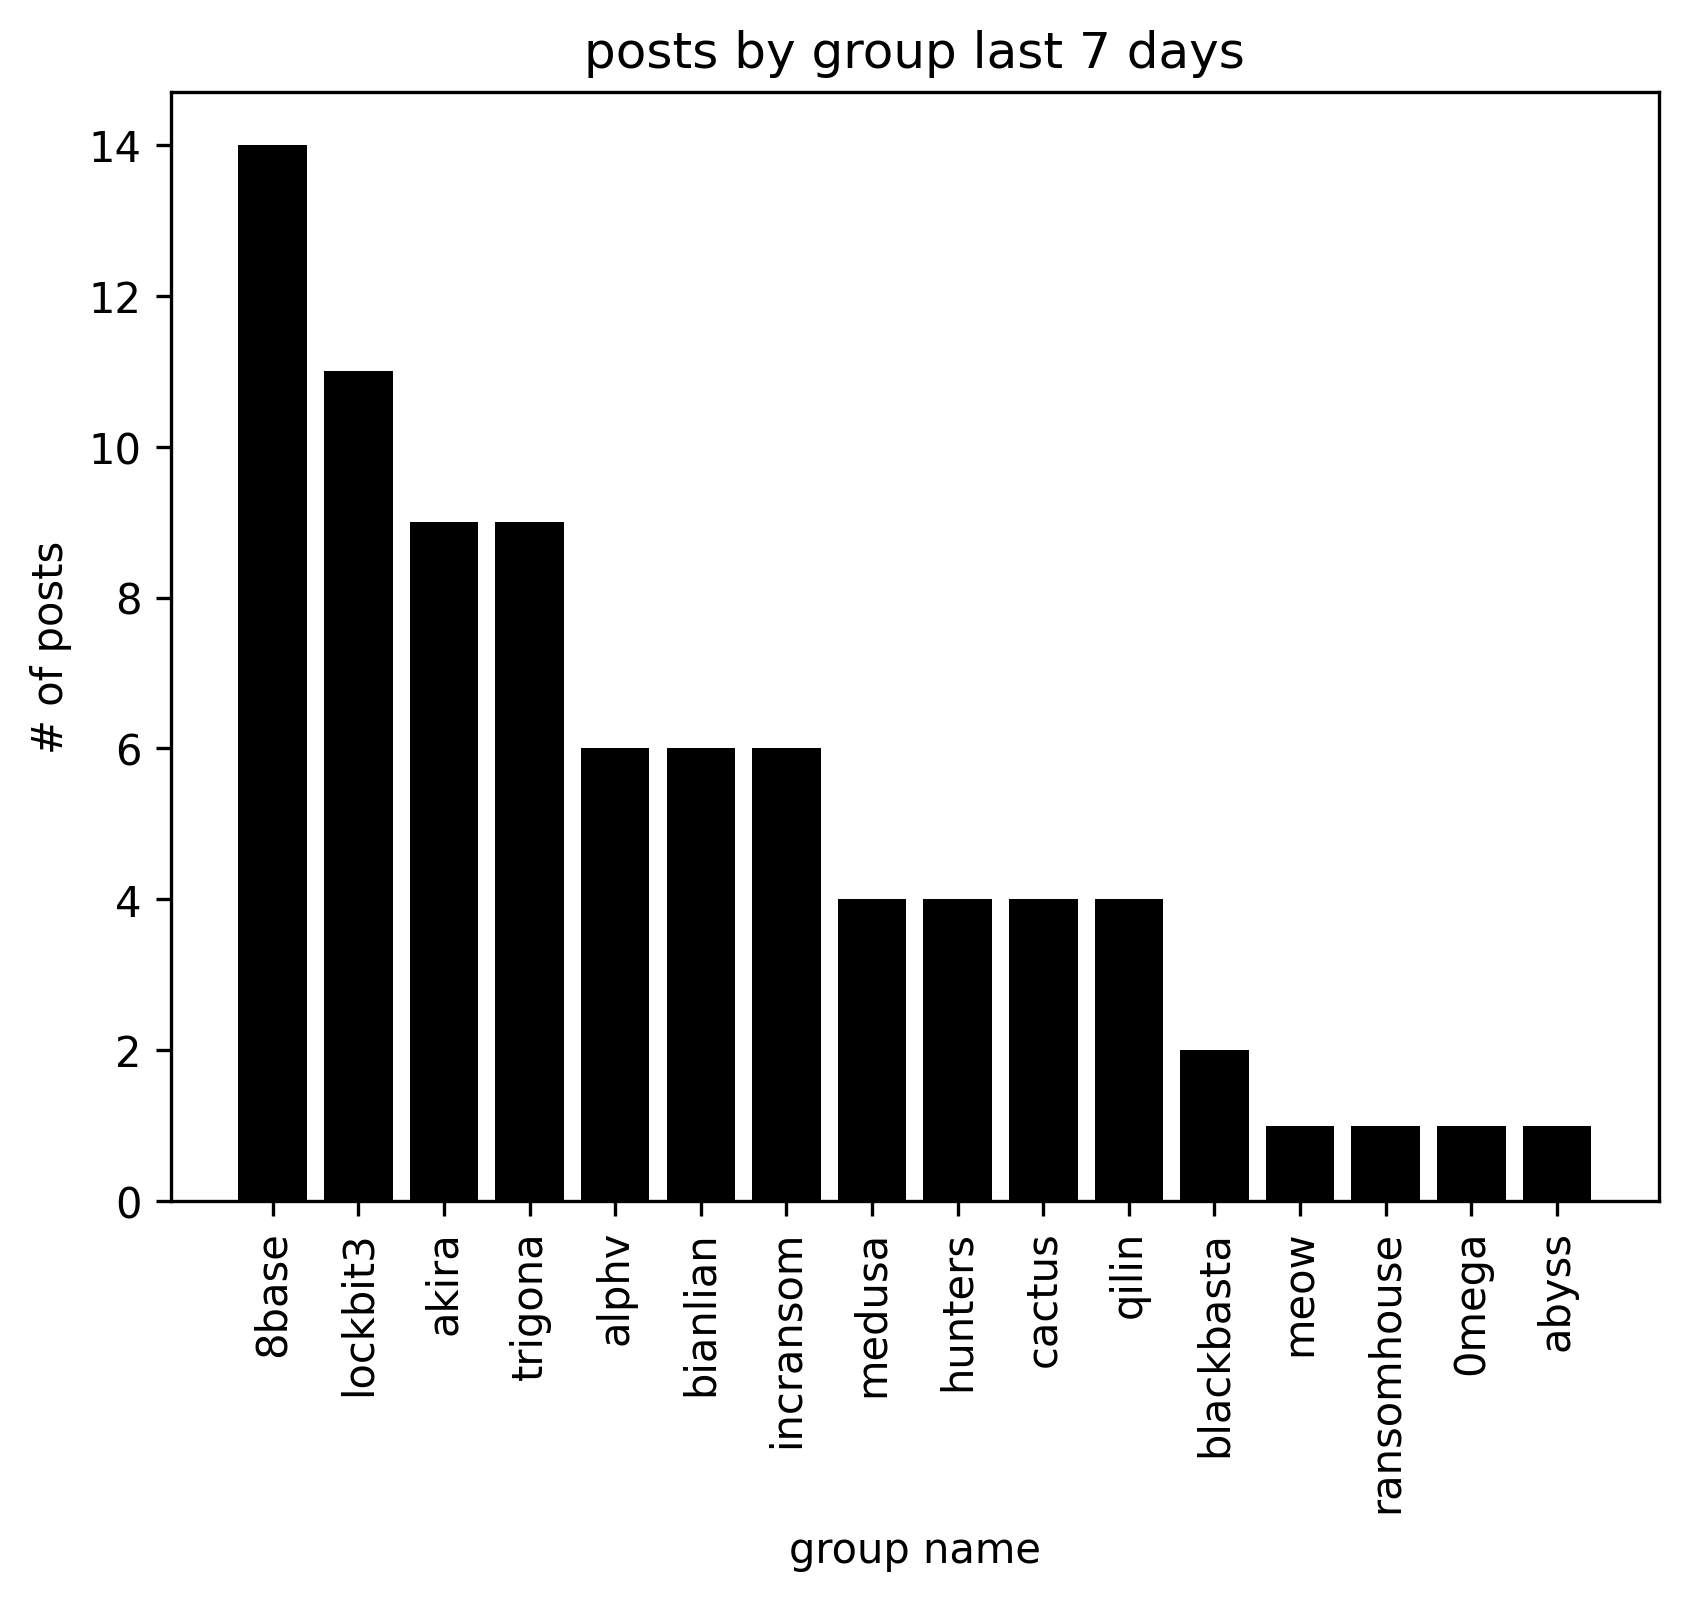 posts by group last 7 days
14
12
10
8
6
4
2
0
# of posts
8base
lockbit3
akira
trigona
alphv
bianlian
incransom
medusa
hunters
cactus
qilin
blackbasta
meow
ransomhouse
0mega
abyss
group name